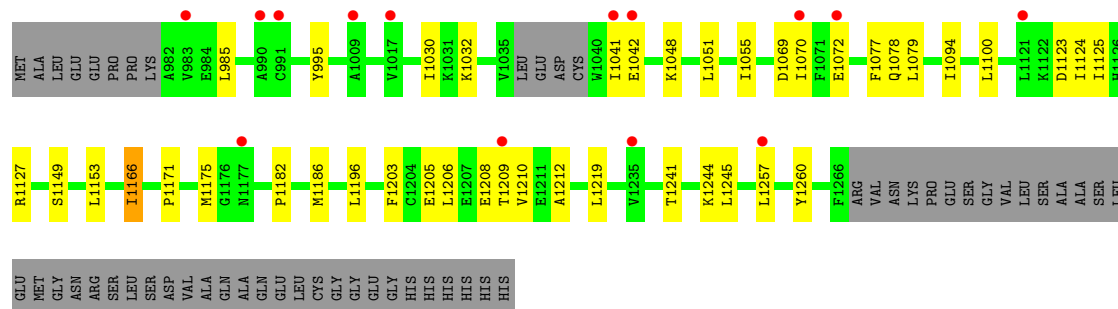 MET ALA LEU GLU GLU PRO PRO LYS A982 V983 E984 L985 A990 C991 Y995 A1009 V1017 I1030 K1031 K1032 V1035 LEU GLU ASP CYS W1040 I1041 E1042 K1048 L1051 I1055 D1069 I1070 F1071 E1072 F1077 Q1078 L1079 I1094 L1100 L1121 K1122 D1123 I1124 I1125 H1126
R1127 S1149 L1153 I1166 P1171 M1175 G1176 N1177 P1182 M1186 L1196 F1203 C1204 E1205 L1206 E1207 E1208 T1209 V1210 E1211 A1212 L1219 V1235 T1241 K1244 L1245 L1257 Y1260 F1266 ARG VAL ASN LYS PRO GLU SER GLY VAL LEU SER ALA ALA SER LEU
GLU MET GLY ASN ARG SER LEU SER ASP VAL ALA GLN ALA GLN GLU LEU CYS GLY GLY GLU GLY HIS HIS HIS HIS HIS HIS